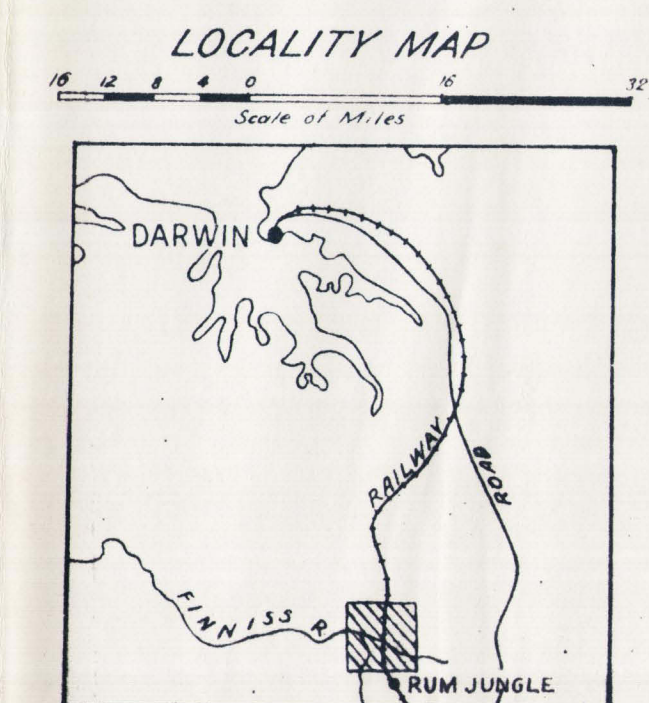 LOCALITY MAP
16 12 8 4 0 16 32
Scale of Miles
DARWIN
RAILWAY
ROAD
FINNISS R
RUM JUNGLE